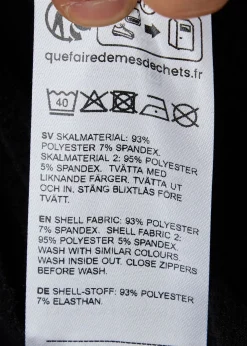 quefairedemesdechets.fr
40
SV SKALMATERIAL: 93%
POLYESTER 7% SPANDEX.
SKALMATERIAL 2: 95% POLYESTER
5% SPANDEX. TVÄTTA MED
LIKNANDE FÄRGER, TVÄTTA UT
OCH IN, STÄNG BLIXTLÅS FÖRE
TVÄTT.
EN SHELL FABRIC: 93% POLYESTER
7% SPANDEX. SHELL FABRIC 2:
95% POLYESTER 5% SPANDEX.
WASH WITH SIMILAR COLOURS,
WASH INSIDE OUT, CLOSE ZIPPERS
BEFORE WASH.
DE SHELL-STOFF: 93% POLYESTER
7% ELASTHAN.